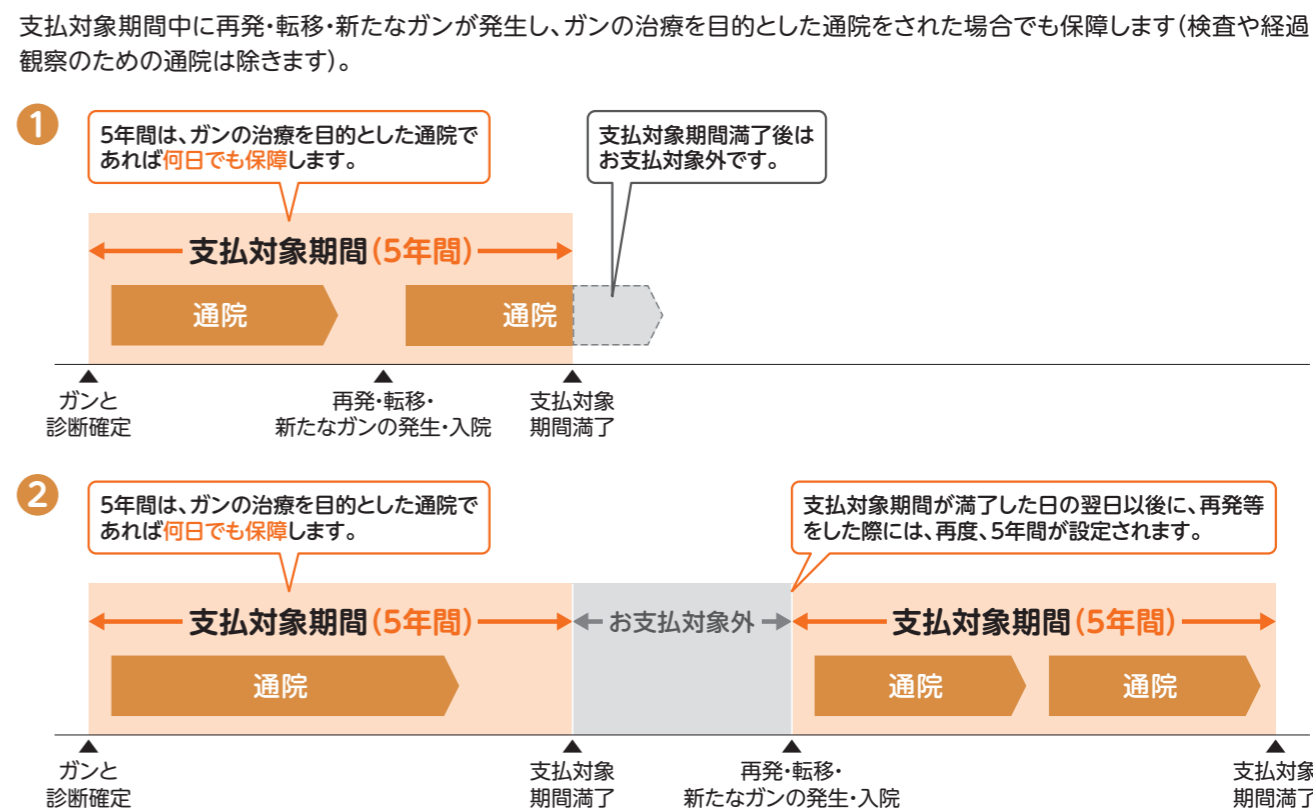 支払対象期間中に再発・転移・新たなガンが発生し、ガンの治療を目的とした通院をされた場合でも保障します（検査や経過
観察のための通院は除きます）。
1
5年間は、ガンの治療を目的とした通院で
あれば何日でも保障します。
支払対象期間満了後は
お支払対象外です。
支払対象期間（5年間）
通院
通院
ガンと
診断確定
再発・転移・
新たなガンの発生・入院
支払対象
期間満了
2
5年間は、ガンの治療を目的とした通院で
あれば何日でも保障します。
支払対象期間が満了した日の翌日以後に、再発等
をした際には、再度、5年間が設定されます。
支払対象期間（5年間）
お支払対象外
支払対象期間（5年間）
通院
通院
通院
ガンと
診断確定
支払対象
期間満了
再発・転移・
新たなガンの発生・入院
支払対象
期間満了